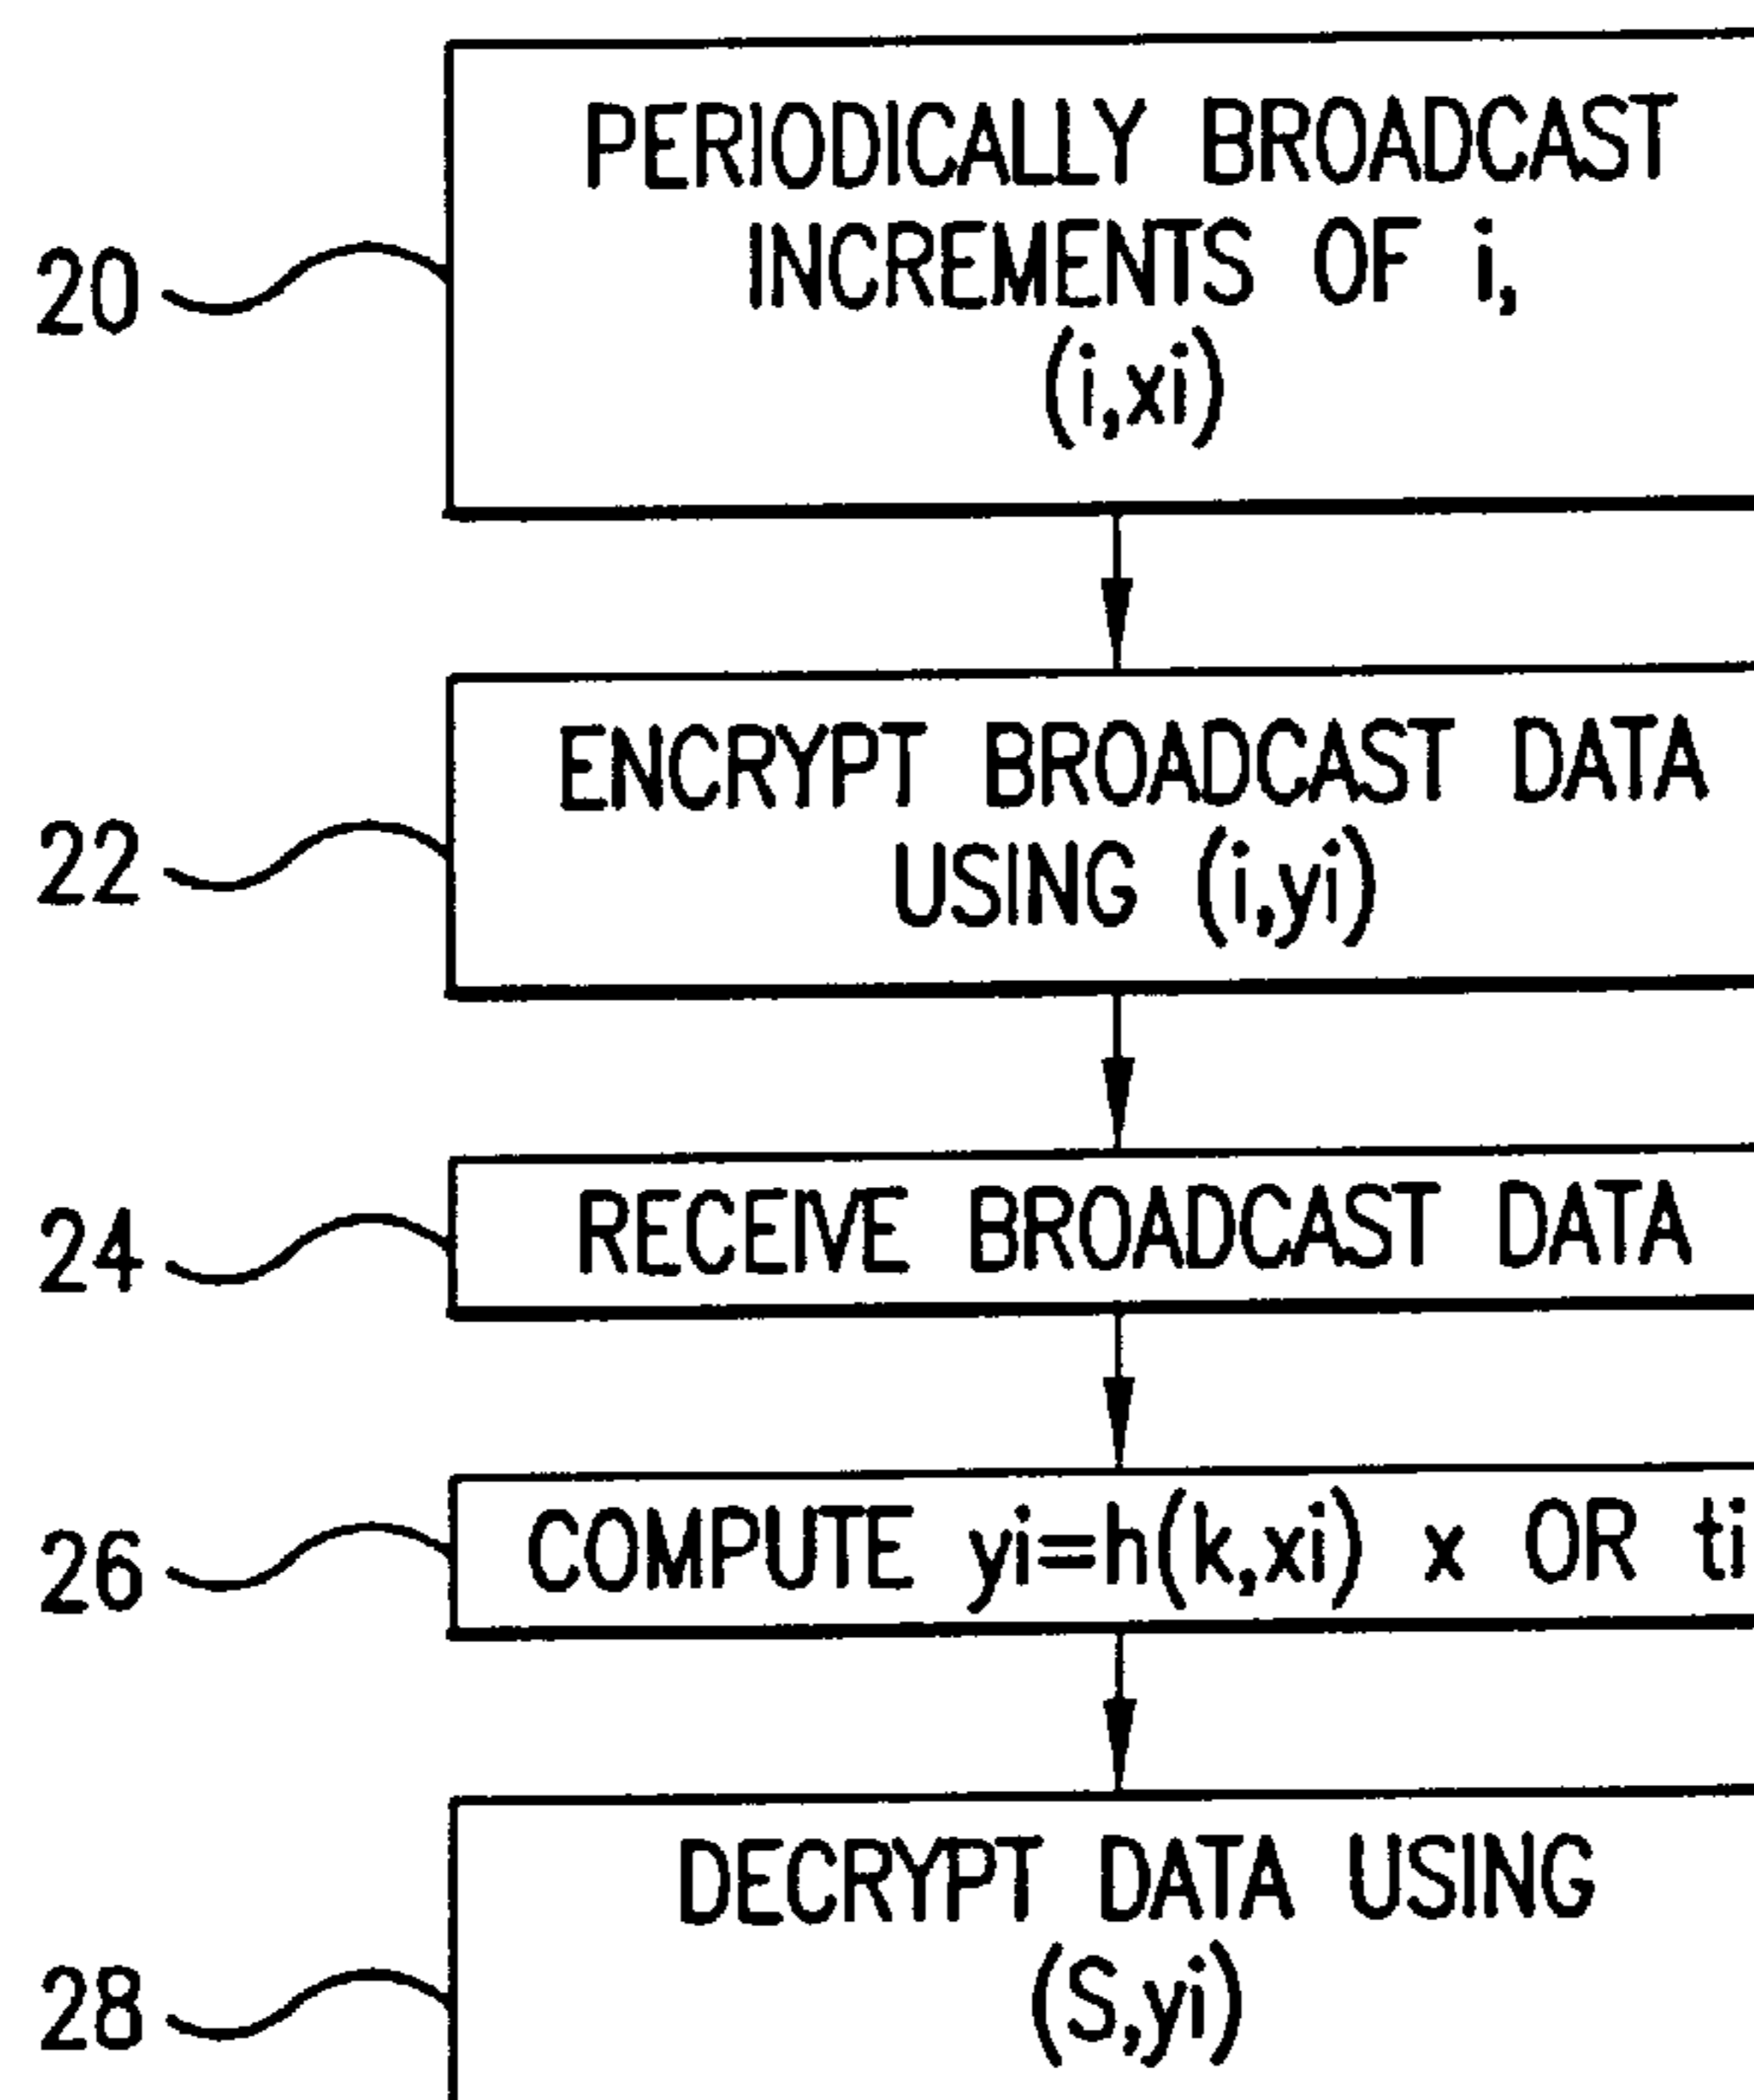 PERIODICALLY BROADCAST
INCREMENTS OF i,
(i,xi)
20
ENCRYPT BROADCAST DATA
USING (i,yi)
22
RECEIVE BROADCAST DATA
24
COMPUTE yi=h(k,xi) x OR ti
26
DECRYPT DATA USING
(S,yi)
28